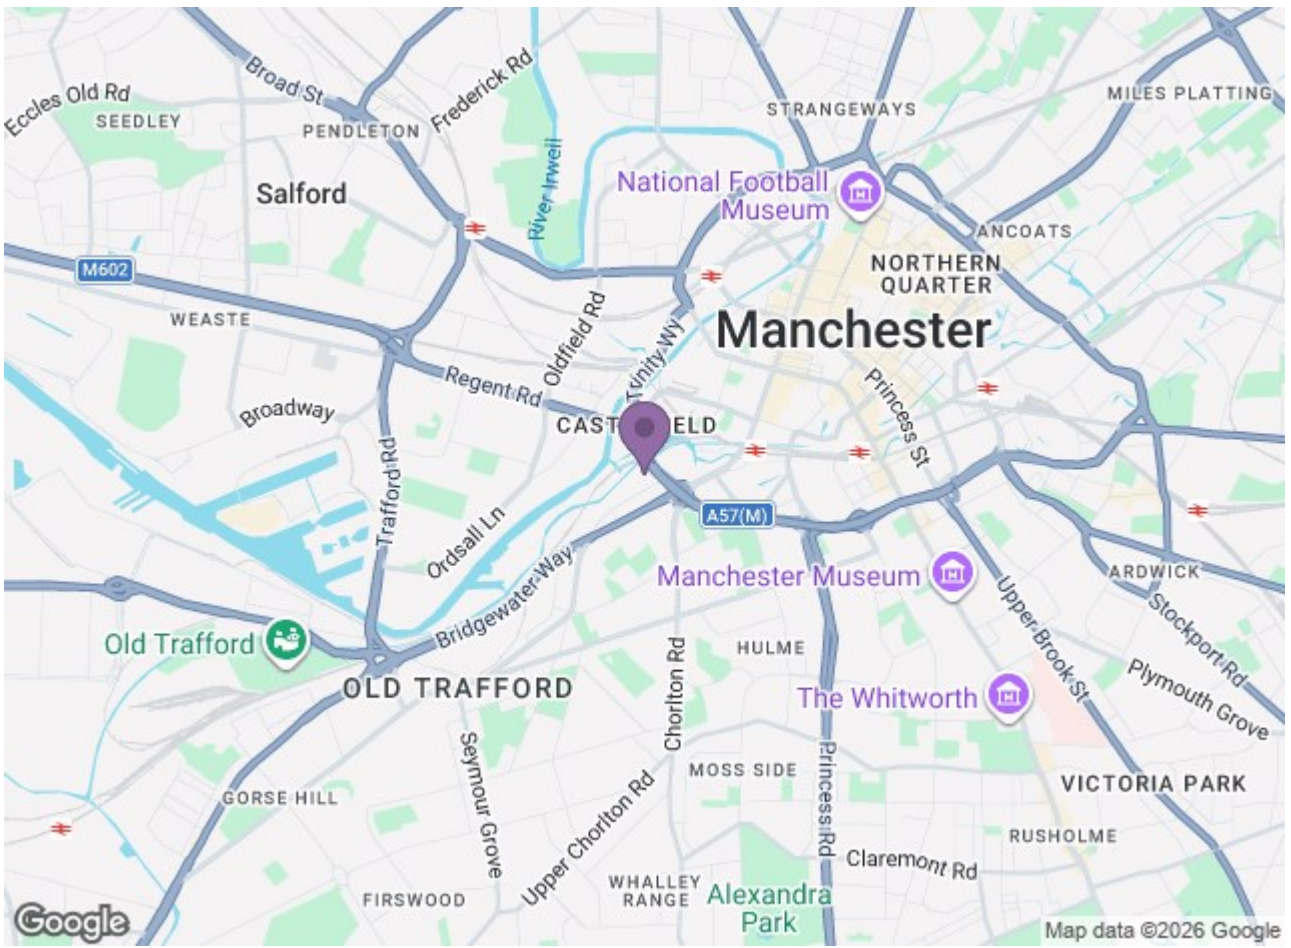 Broad St
Frederick Rd
Eccles Old Rd
SEEDLEY
PENDLETON
STRANGEWAYS
MILES PLATTING
Salford
River Irwell
National Football
Museum
ANCOATS
NORTHERN
QUARTER
M602
WEASTE
Oldfield Rd
Trinity Wy
Manchester
Regent Rd
Broadway
Princess St
CAST
ELD
Trafford Rd
Ordsall Ln
A57(M)
Bridgewater Way
Manchester Museum
ARDWICK
Old Trafford
OLD TRAFFORD
HULME
Upper Brook St
Stockport Rd
Plymouth Grove
Chorlton Rd
The Whitworth
Seymour Grove
Princess Rd
MOSS SIDE
VICTORIA PARK
GORSE HILL
Upper Chorlton Rd
RUSHOLME
Claremont Rd
WHALLEY
RANGE
Alexandra
Park
FIRSWOOD
Google
Map data ©2026 Google